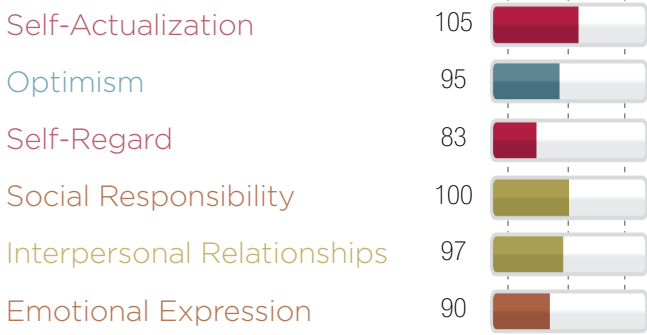 Self-Actualization 105
Optimism 95
Self-Regard 83
Social Responsibility 100
Interpersonal Relationships 97
Emotional Expression 90